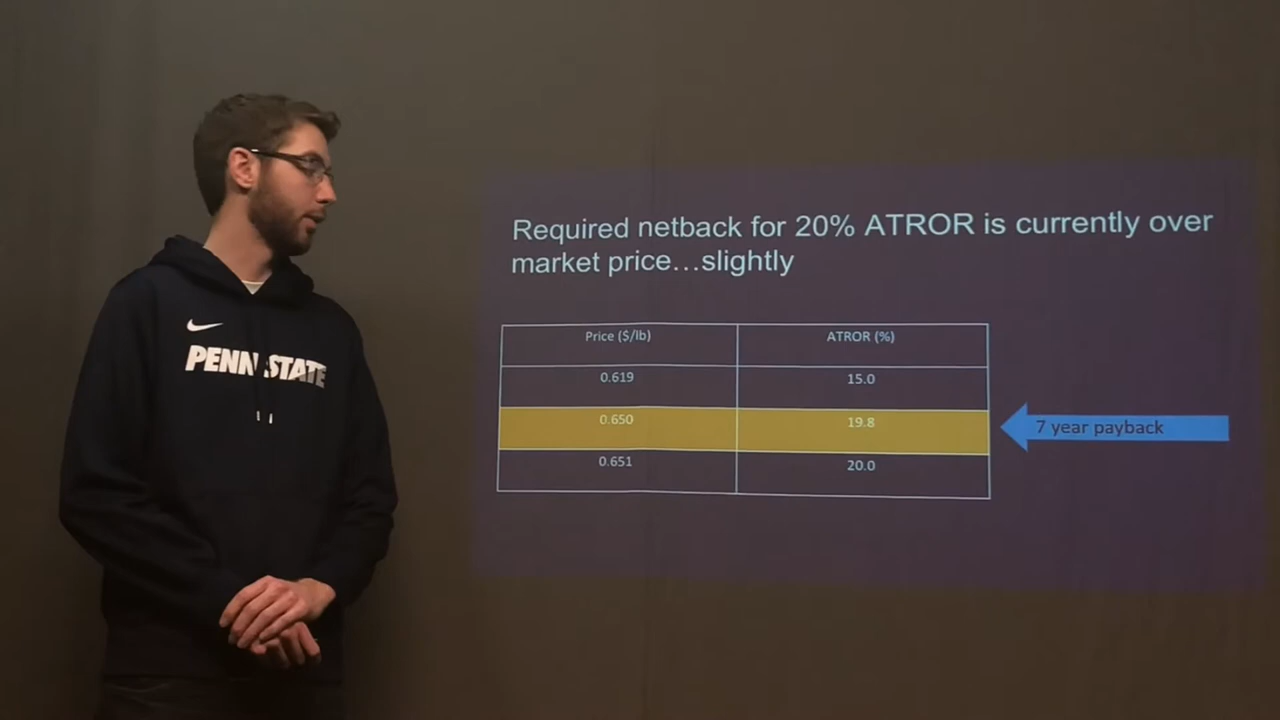 PENN STATE
Required netback for 20% ATROR is currently over
market price…slightly
Price ($/lb) ATROR (%)
0.619 15.0
0.650 19.8
7 year payback
0.651 20.0